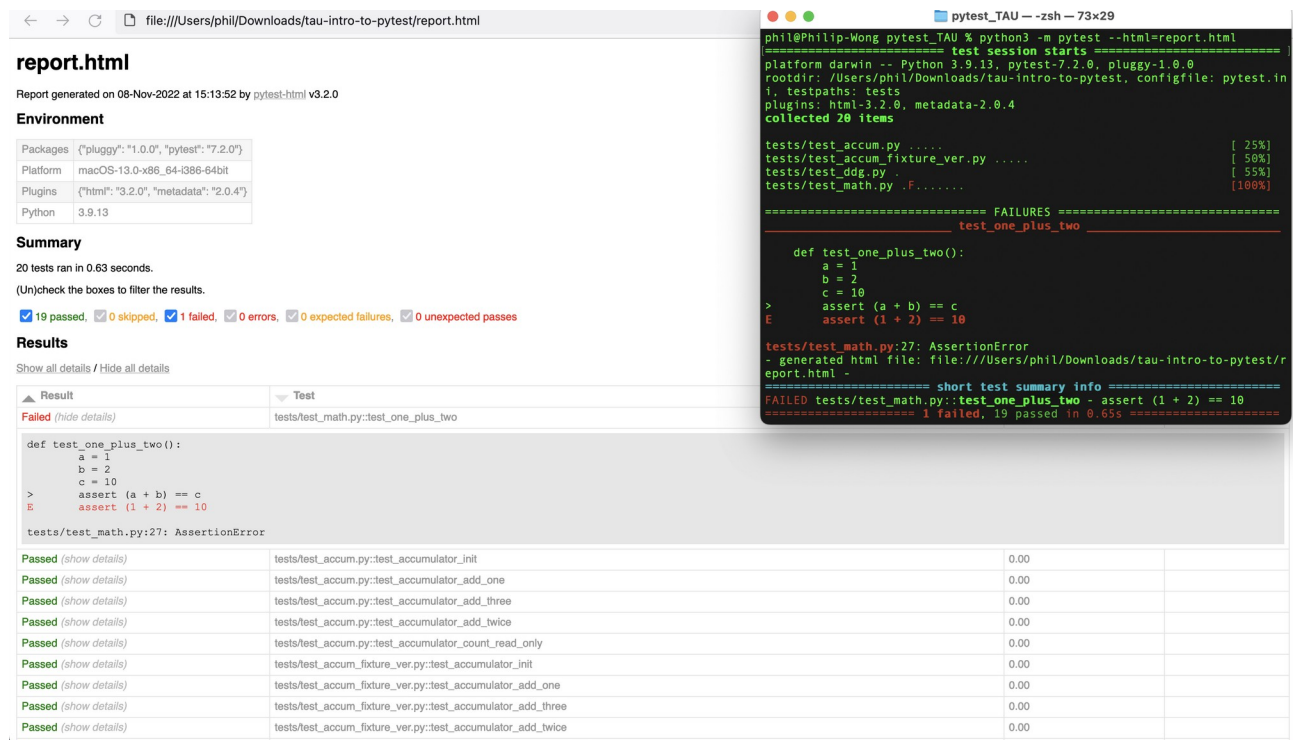 file:///Users/phil/Downloads/tau-intro-to-pytest/report.html
report.html
Report generated on 08-Nov-2022 at 15:13:52 by pytest-html v3.2.0
Environment
Packages {"pluggy": "1.0.0", "pytest": "7.2.0"}
Platform macOS-13.0-x86_64-i386-64bit
Plugins {"html": "3.2.0", "metadata": "2.0.4"}
Python 3.9.13
Summary
20 tests ran in 0.63 seconds.
(Un)check the boxes to filter the results.
19 passed, 0 skipped, 1 failed, 0 errors, 0 expected failures, 0 unexpected passes
Results
Show all details / Hide all details
Result Test
Failed (hide details) tests/test_math.py::test_one_plus_two
def test_one_plus_two():
a = 1
b = 2
c = 10
> assert (a + b) == c
E assert (1 + 2) == 10
tests/test_math.py:27: AssertionError
Passed (show details) tests/test_accum.py::test_accumulator_init 0.00
Passed (show details) tests/test_accum.py::test_accumulator_add_one 0.00
Passed (show details) tests/test_accum.py::test_accumulator_add_three 0.00
Passed (show details) tests/test_accum.py::test_accumulator_add_twice 0.00
Passed (show details) tests/test_accum.py::test_accumulator_count_read_only 0.00
Passed (show details) tests/test_accum_fixture_ver.py::test_accumulator_init 0.00
Passed (show details) tests/test_accum_fixture_ver.py::test_accumulator_add_one 0.00
Passed (show details) tests/test_accum_fixture_ver.py::test_accumulator_add_three 0.00
Passed (show details) tests/test_accum_fixture_ver.py::test_accumulator_add_twice 0.00
pytest_TAU — -zsh — 73×29
phil@Philip-Wong pytest_TAU % python3 -m pytest --html=report.html
[========================= test session starts ========================== ]
platform darwin -- Python 3.9.13, pytest-7.2.0, pluggy-1.0.0
rootdir: /Users/phil/Downloads/tau-intro-to-pytest, configfile: pytest.in
i, testpaths: tests
plugins: html-3.2.0, metadata-2.0.4
collected 20 items
tests/test_accum.py ..... [ 25%]
tests/test_accum_fixture_ver.py ..... [ 50%]
tests/test_ddg.py . [ 55%]
tests/test_math.py .F....... [100%]
=============================== FAILURES ===============================
__________________________ test_one_plus_two ___________________________
def test_one_plus_two():
a = 1
b = 2
c = 10
> assert (a + b) == c
E assert (1 + 2) == 10
tests/test_math.py:27: AssertionError
- generated html file: file:///Users/phil/Downloads/tau-intro-to-pytest/r
eport.html -
======================= short test summary info ========================
FAILED tests/test_math.py::test_one_plus_two - assert (1 + 2) == 10
===================== 1 failed, 19 passed in 0.65s =====================